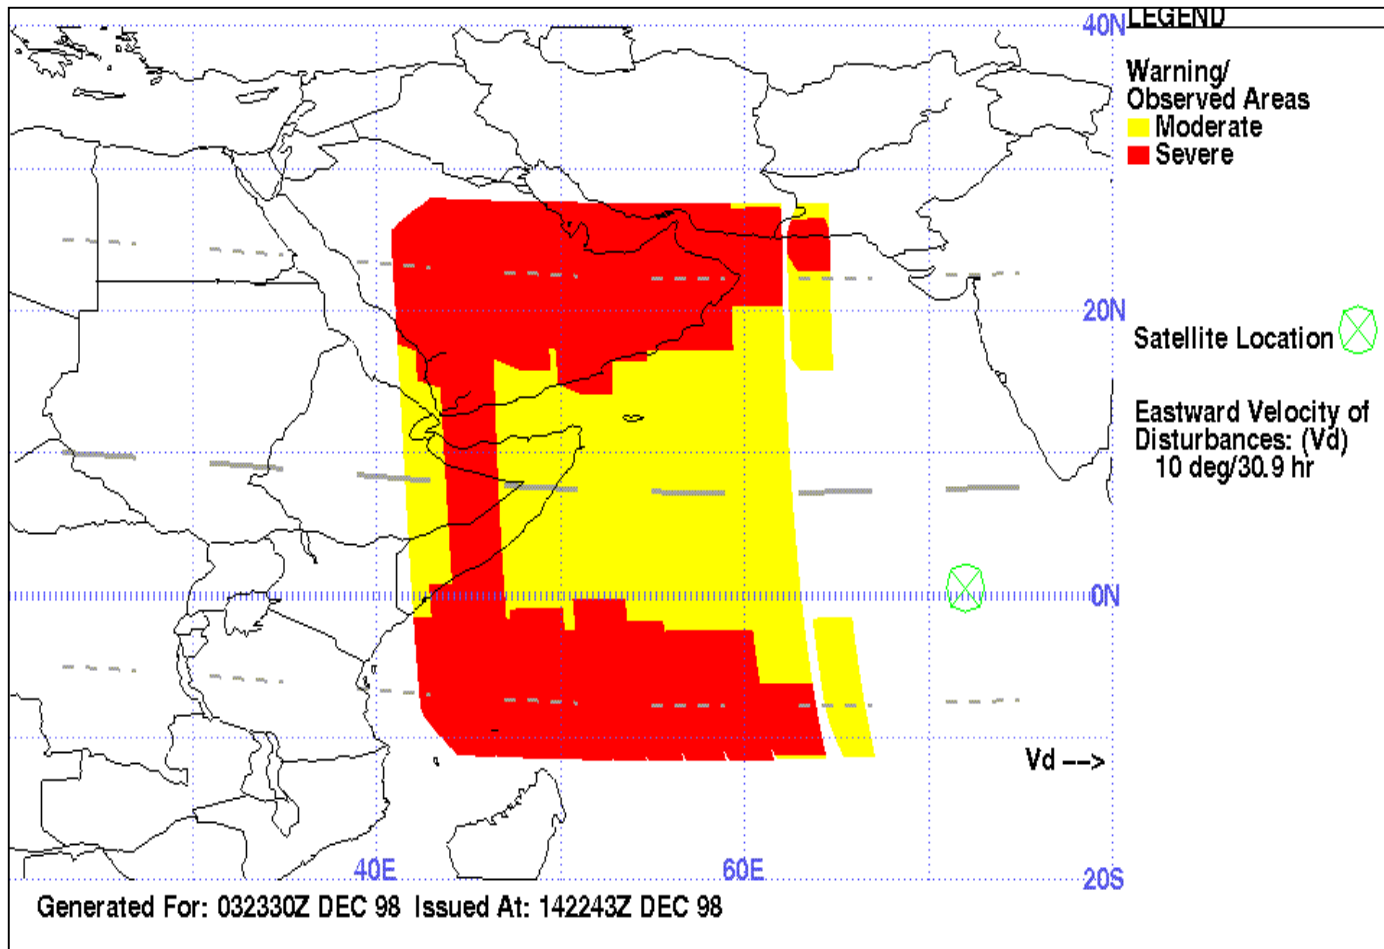 40N
LEGEND
Warning/
Observed Areas
Moderate
Severe
20N
Satellite Location
Eastward Velocity of
Disturbances: (Vd)
10 deg/30.9 hr
0N
Vd -->
40E
60E
20S
Generated For: 032330Z DEC 98 Issued At: 142243Z DEC 98